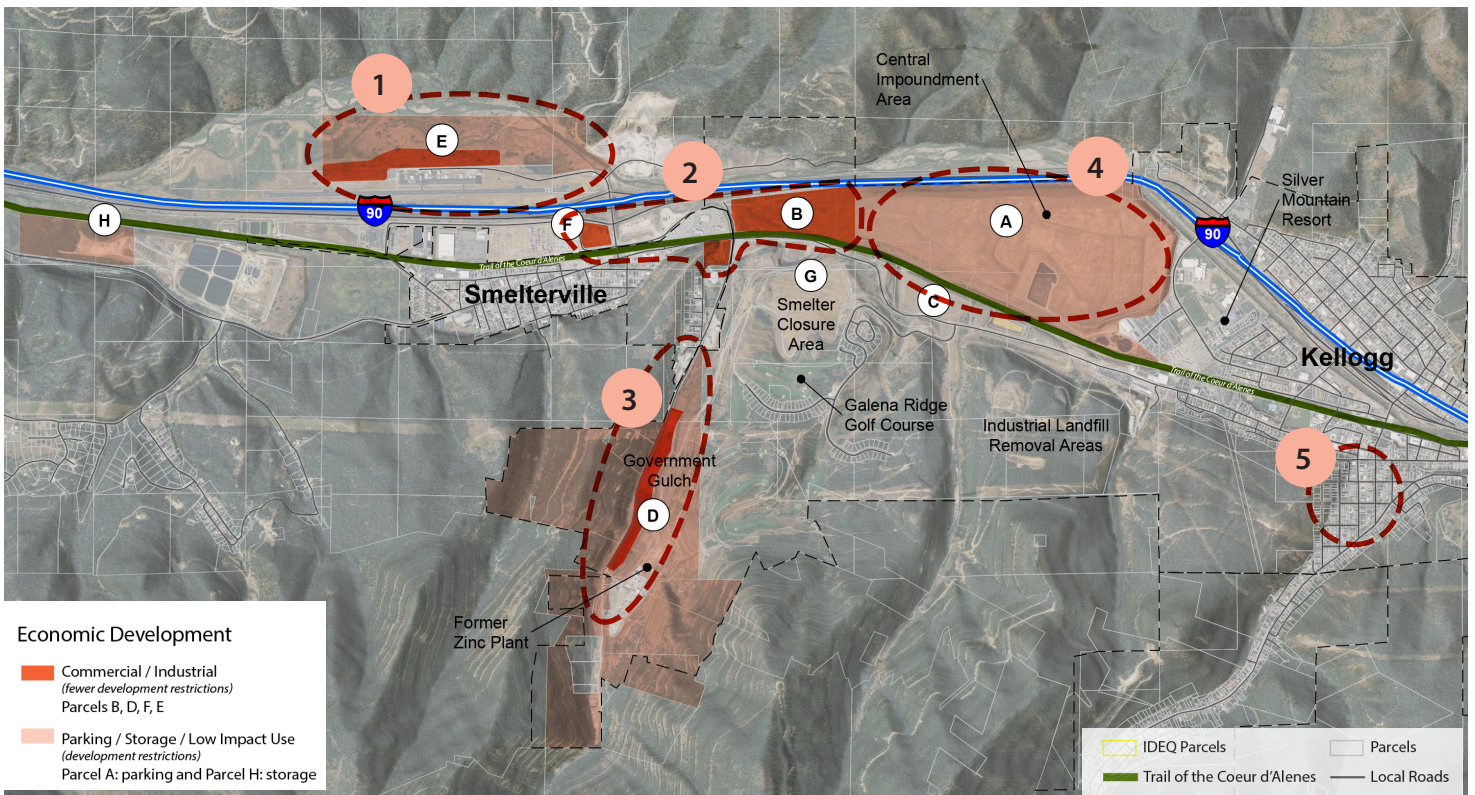 1
E
Central
Impoundment
Area
2
4
Silver
Mountain
Resort
H
90
F
B
A
90
Trail of the Coeur d'Alenes
G
Smelterville
C
Smelter
Closure
Area
Kellogg
Trail of the Coeur d'Alenes
3
Galena Ridge
Golf Course
Industrial Landfill
Removal Areas
Government
Gulch
5
D
Former
Zinc Plant
Economic Development
Commercial / Industrial
(fewer development restrictions)
Parcels B, D, F, E
Parking / Storage / Low Impact Use
(development restrictions)
Parcel A: parking and Parcel H: storage
IDEQ Parcels
Parcels
Trail of the Coeur d'Alenes
Local Roads